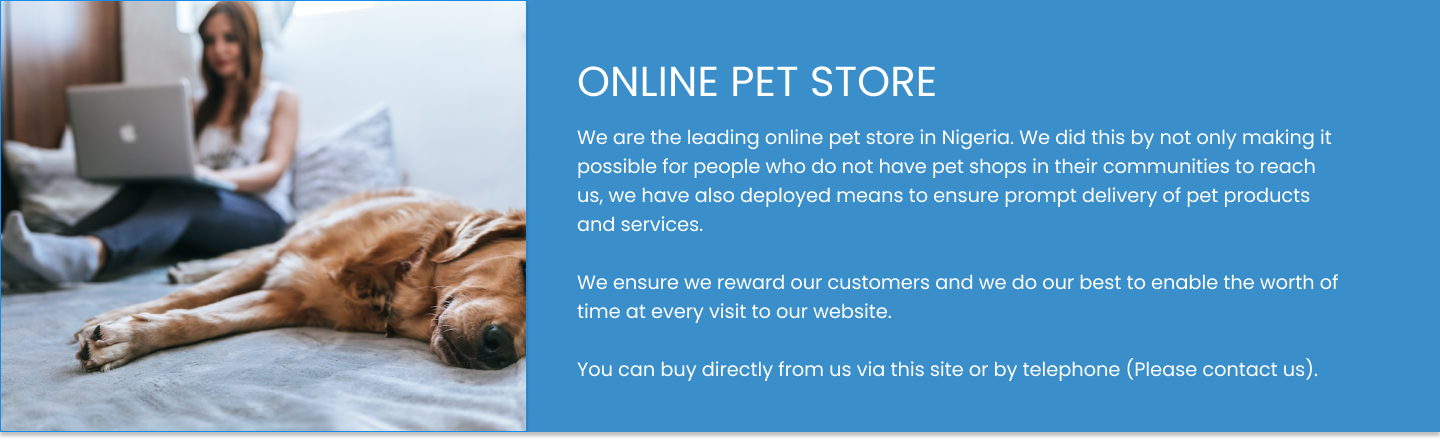 ONLINE PET STORE
We are the leading online pet store in Nigeria. We did this by not only making it
possible for people who do not have pet shops in their communities to reach
us, we have also deployed means to ensure prompt delivery of pet products
and services.
We ensure we reward our customers and we do our best to enable the worth of
time at every visit to our website.
You can buy directly from us via this site or by telephone (Please contact us).